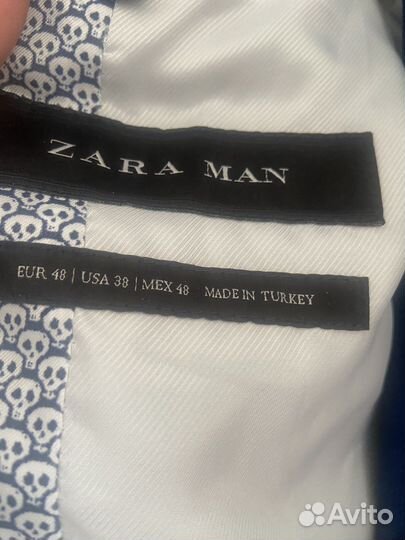 ZARA MAN
EUR 48 | USA 38 | MEX 48 MADE IN TURKEY
Avito